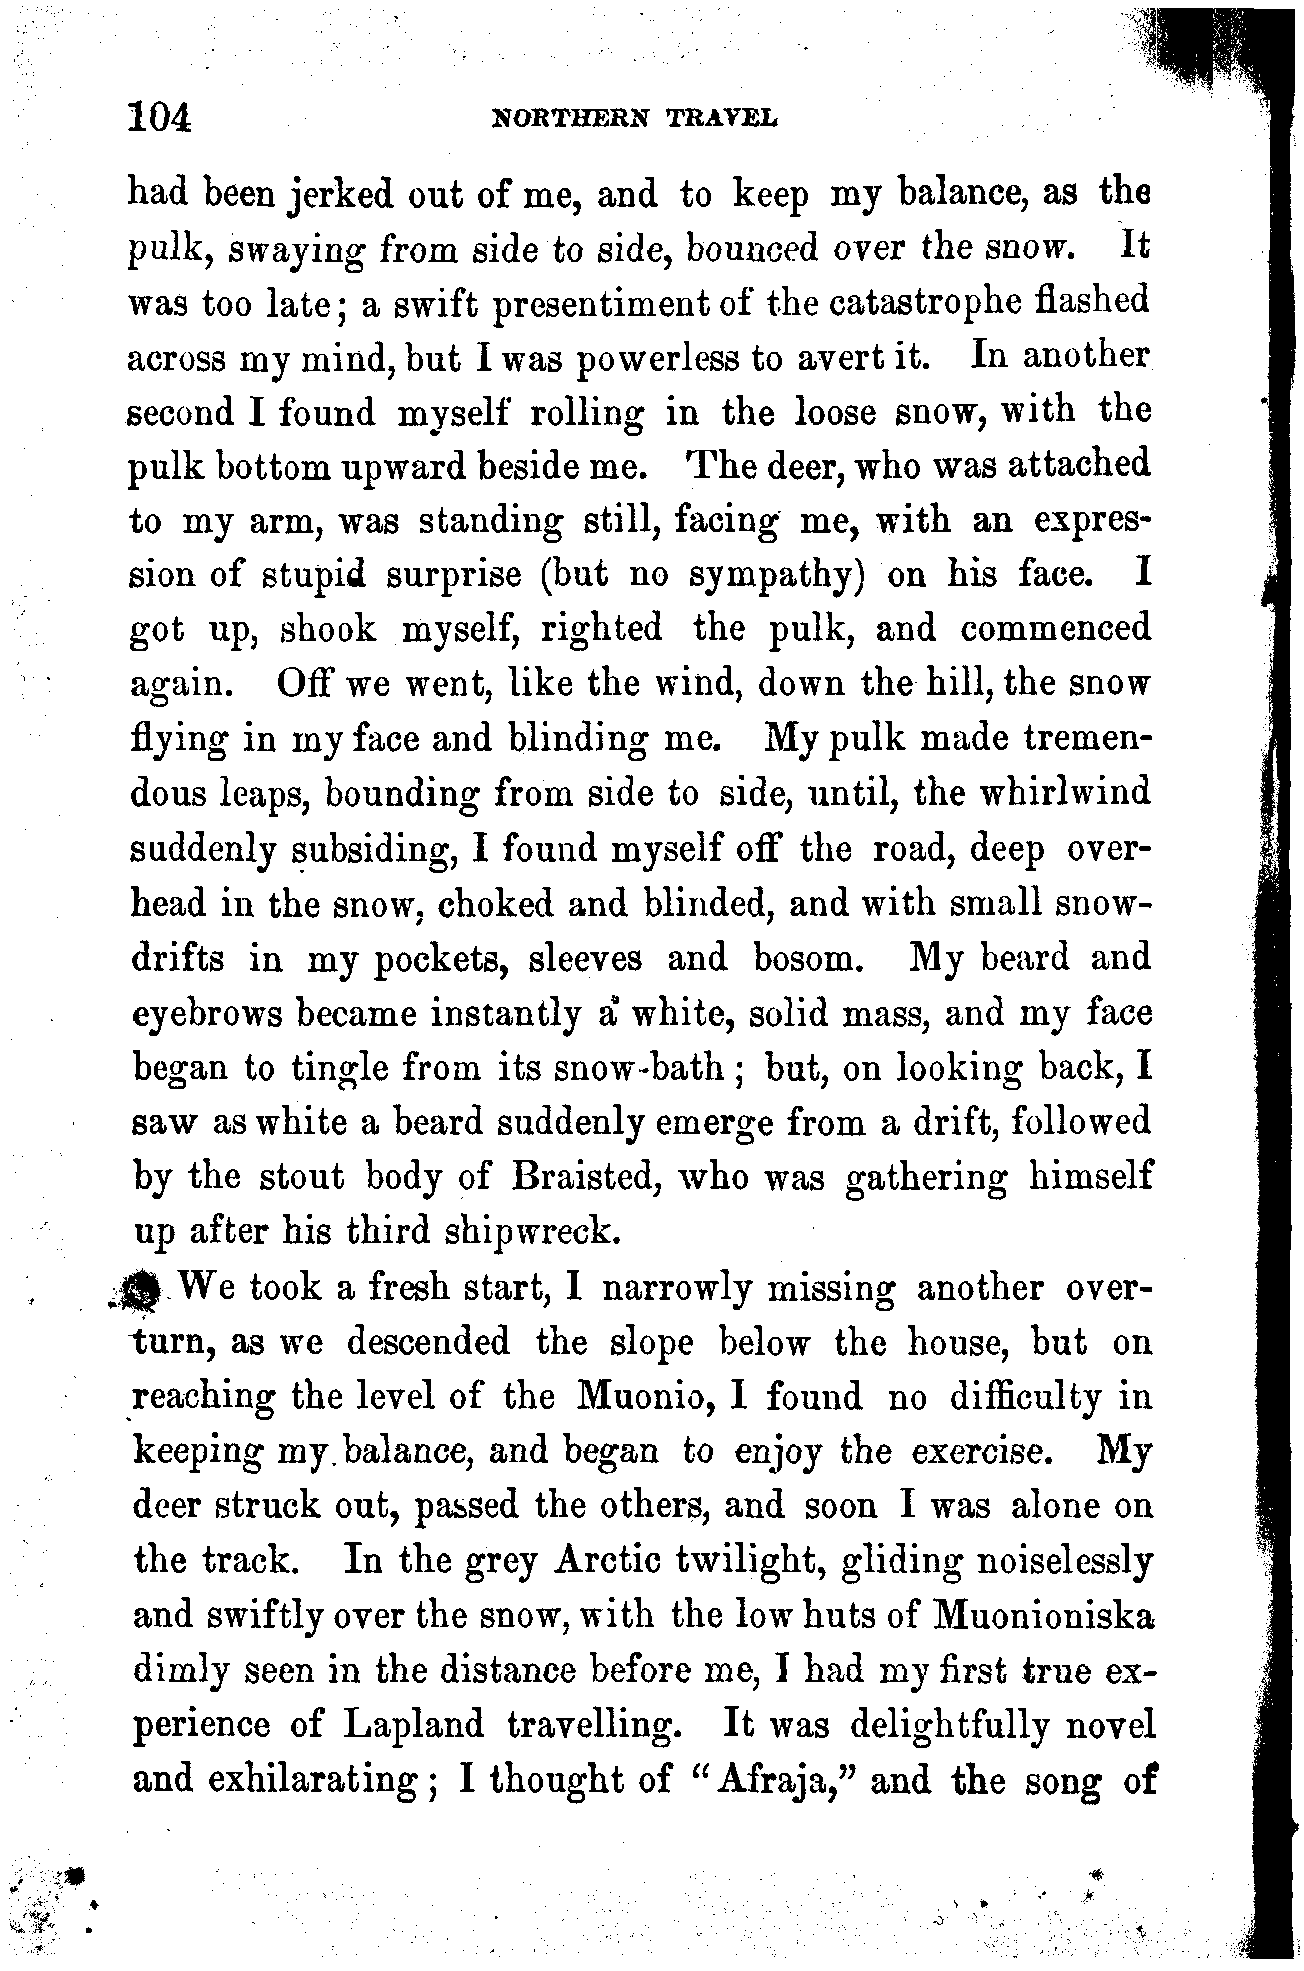 104 NORTHERN TRAVEL
had been jerked out of me, and to keep my balance, as the
pulk, swaying from side to side, bounced over the snow. It
was too late; a swift presentiment of the catastrophe flashed
across my mind, but I was powerless to avert it. In another
second I found myself rolling in the loose snow, with the
pulk bottom upward beside me. The deer, who was attached
to my arm, was standing still, facing me, with an expres-
sion of stupid surprise (but no sympathy) on his face. I
got up, shook myself, righted the pulk, and commenced
again. Off we went, like the wind, down the hill, the snow
flying in my face and blinding me. My pulk made tremen-
dous leaps, bounding from side to side, until, the whirlwind
suddenly subsiding, I found myself off the road, deep over-
head in the snow, choked and blinded, and with small snow-
drifts in my pockets, sleeves and bosom. My beard and
eyebrows became instantly a white, solid mass, and my face
began to tingle from its snow-bath; but, on looking back, I
saw as white a beard suddenly emerge from a drift, followed
by the stout body of Braisted, who was gathering himself
up after his third shipwreck.
We took a fresh start, I narrowly missing another over-
turn, as we descended the slope below the house, but on
reaching the level of the Muonio, I found no difficulty in
keeping my balance, and began to enjoy the exercise. My
deer struck out, passed the others, and soon I was alone on
the track. In the grey Arctic twilight, gliding noiselessly
and swiftly over the snow, with the low huts of Muonioniska
dimly seen in the distance before me, I had my first true ex-
perience of Lapland travelling. It was delightfully novel
and exhilarating; I thought of "Afraja," and the song of